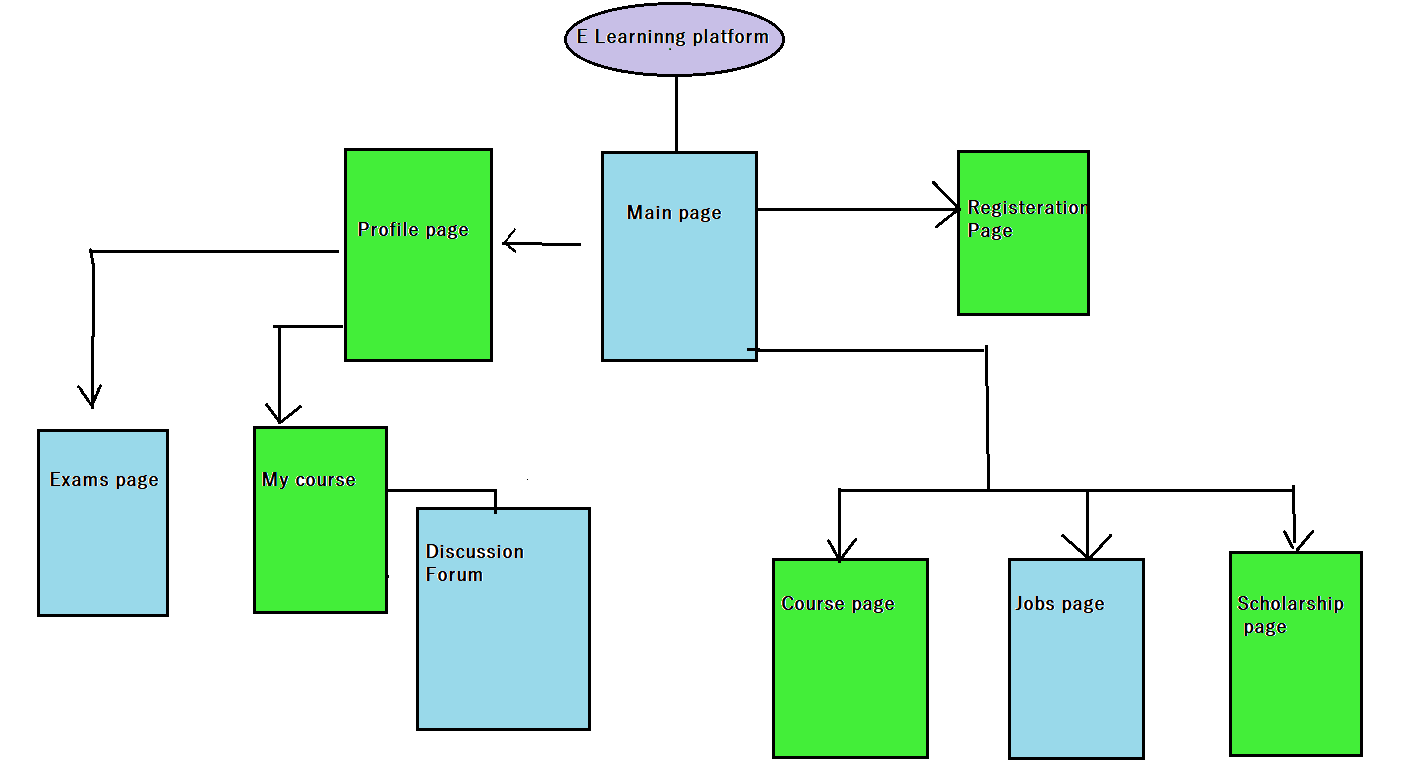 E Learninng platform
Main page
Profile page
Registeration
Page
Exams page
My course
Discussion
Forum
Course page
Jobs page
Scholarship
page